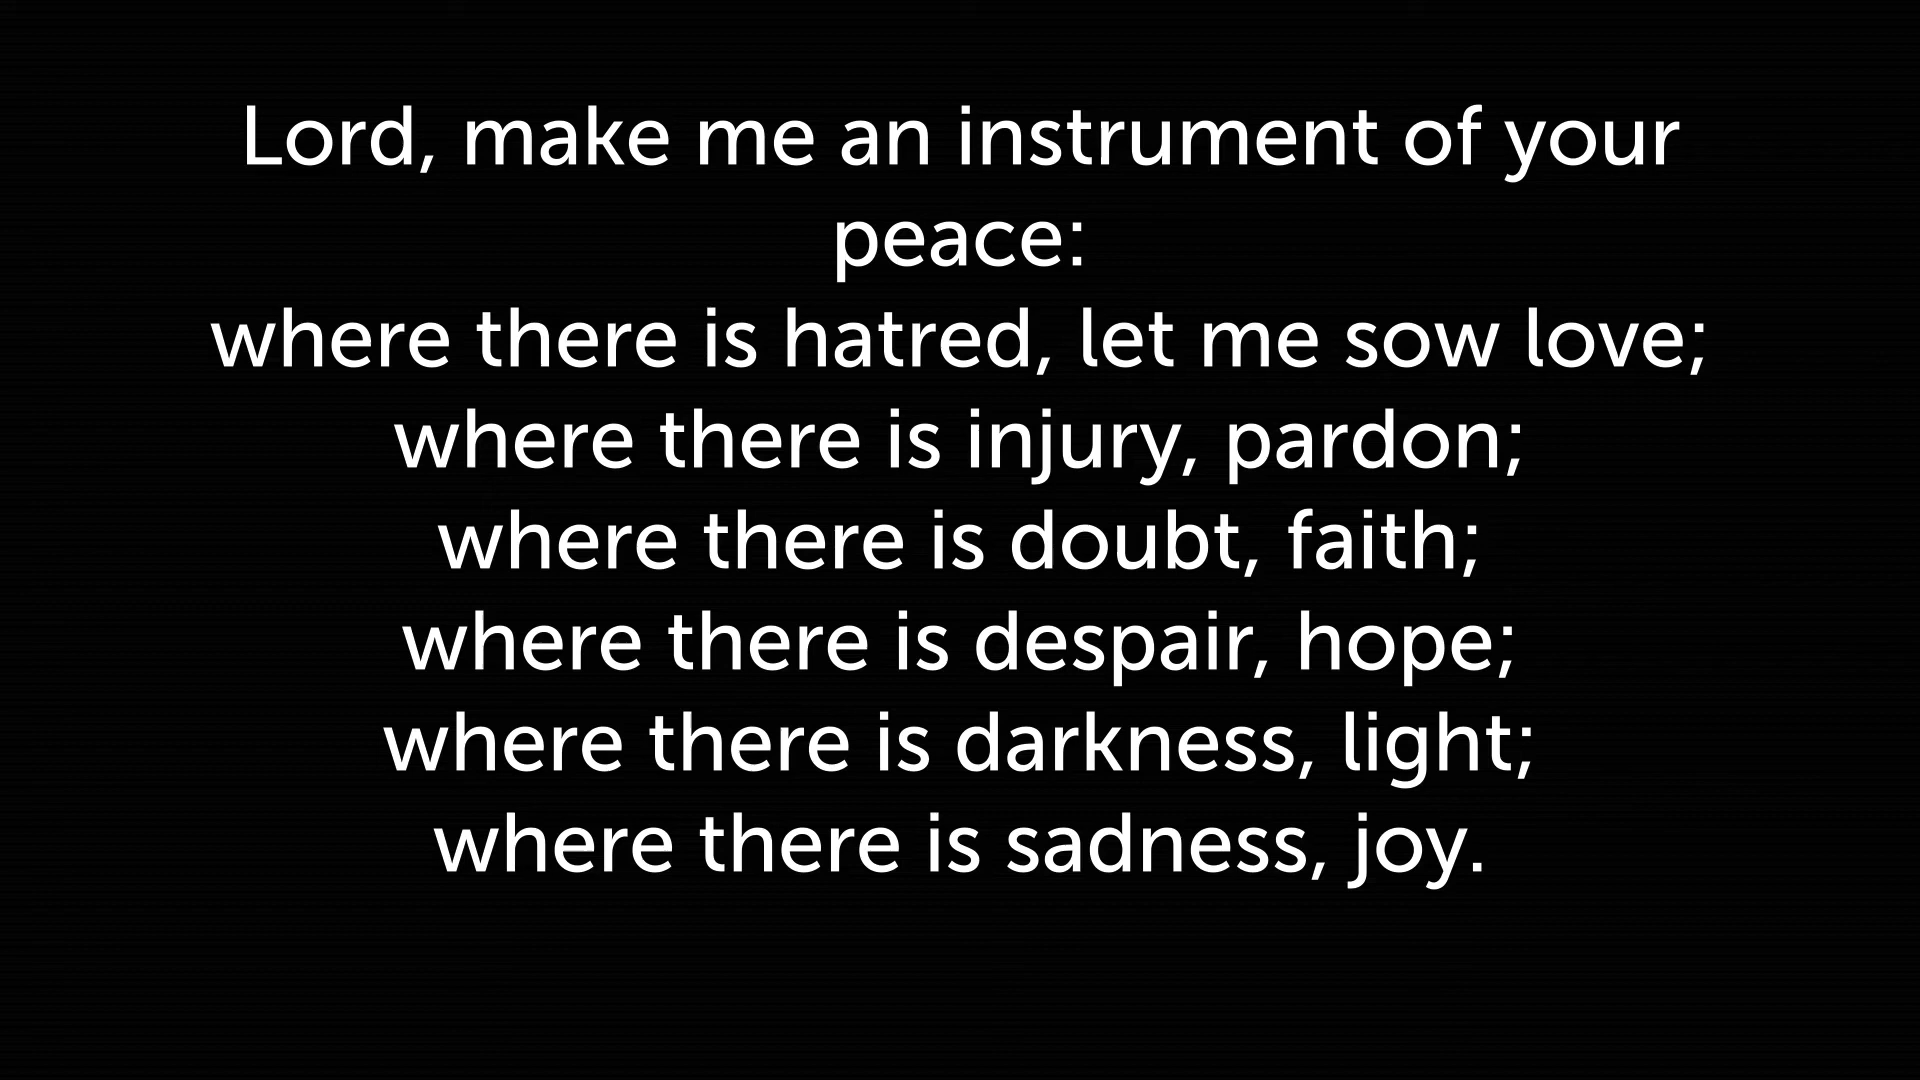 Lord, make me an instrument of your
peace:
where there is hatred, let me sow love;
where there is injury, pardon;
where there is doubt, faith;
where there is despair, hope;
where there is darkness, light;
where there is sadness, joy.